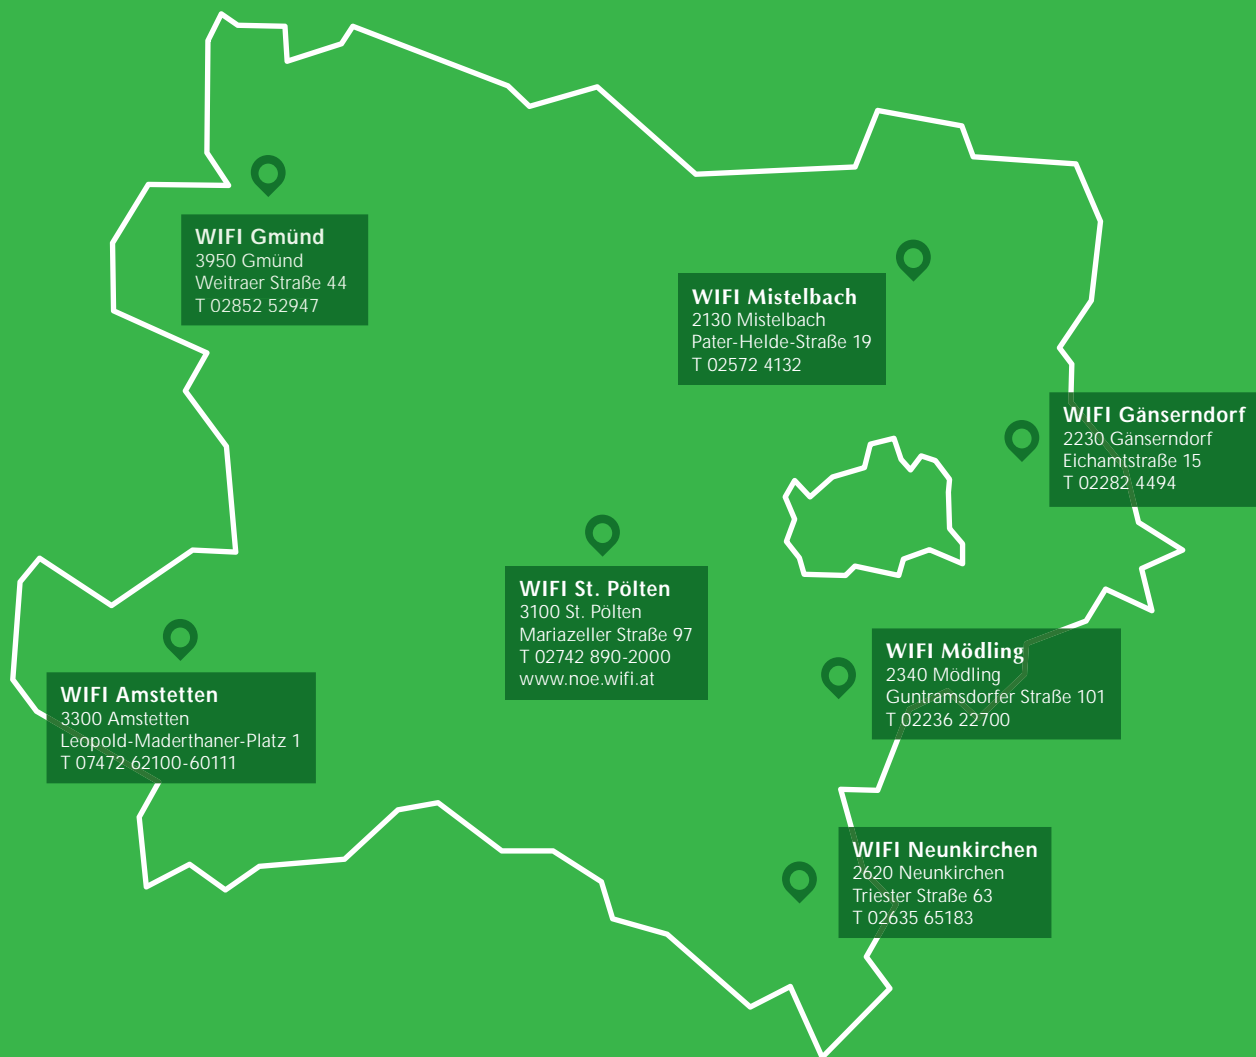 WIFI Gmünd
3950 Gmünd
Weitraer Straße 44
T 02852 52947
WIFI Mistelbach
2130 Mistelbach
Pater-Helde-Straße 19
T 02572 4132
WIFI Gänserndorf
2230 Gänserndorf
Eichamtstraße 15
T 02282 4494
WIFI St. Pölten
3100 St. Pölten
Mariazeller Straße 97
T 02742 890-2000
www.noe.wifi.at
WIFI Mödling
2340 Mödling
Guntramsdorfer Straße 101
T 02236 22700
WIFI Amstetten
3300 Amstetten
Leopold-Maderthaner-Platz 1
T 07472 62100-60111
WIFI Neunkirchen
2620 Neunkirchen
Triester Straße 63
T 02635 65183